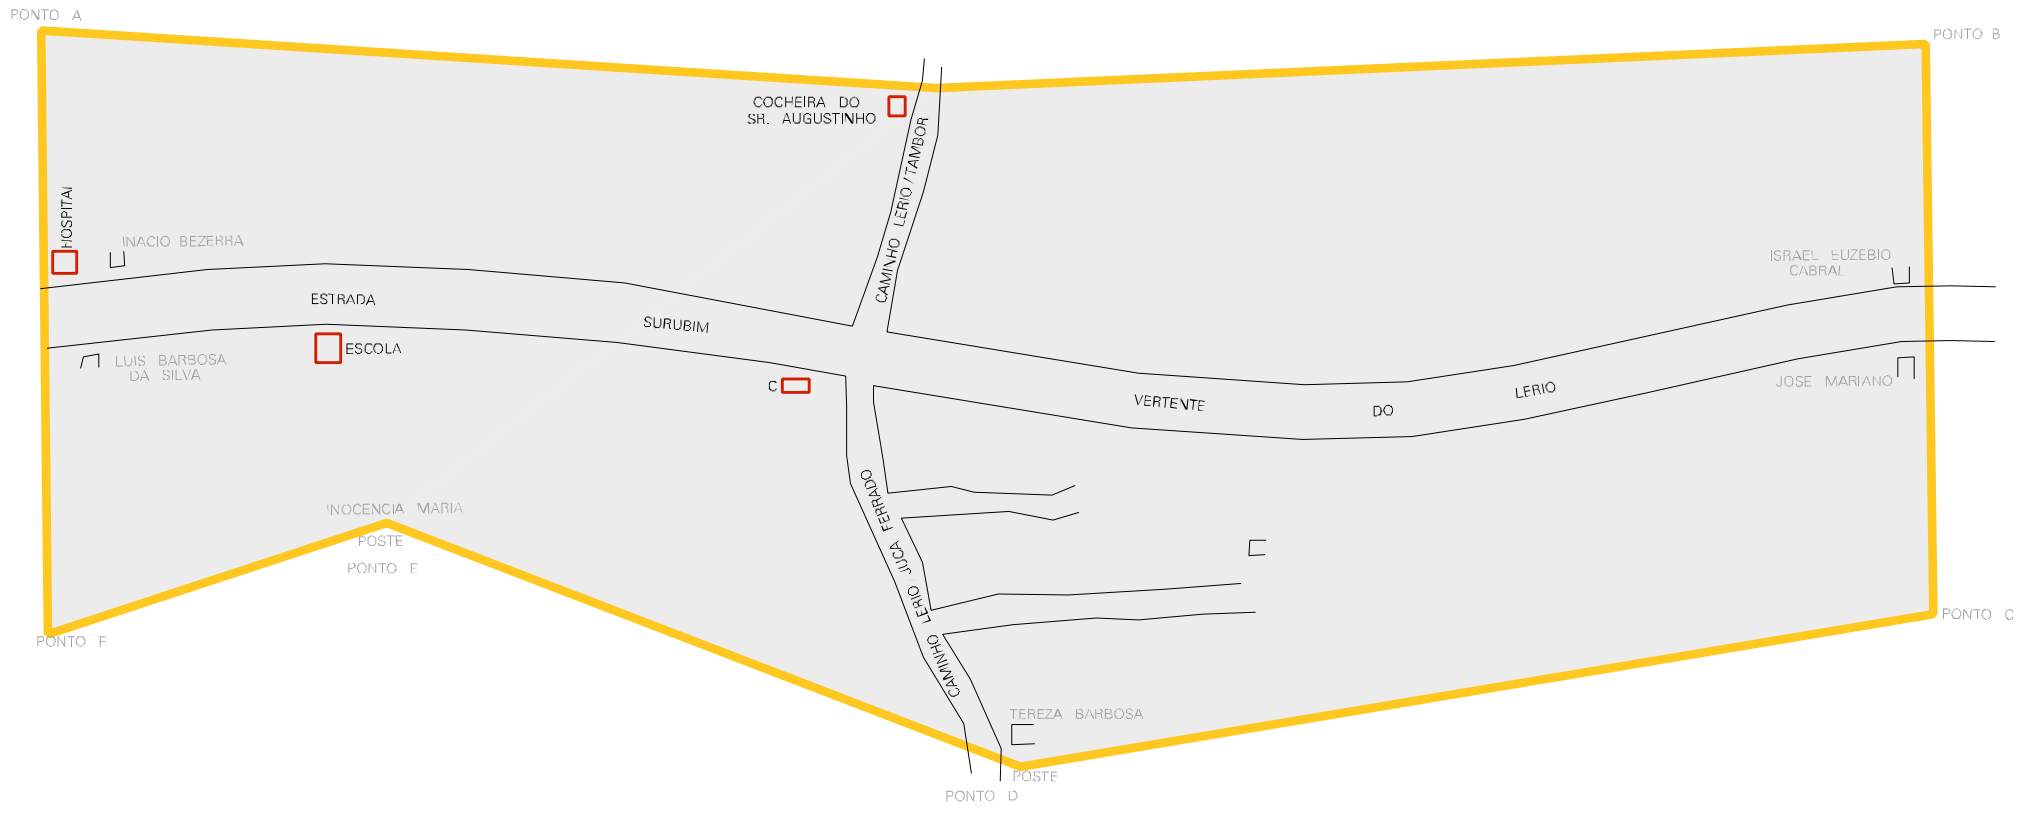 PONTO A
PONTO B
COCHEIRA DO
SR. AUGUSTINHO
CAMINHO LERIO / TAMBOR
HOSPITAL
INACIO BEZERRA
ISRAEL EUZEBIO
CABRAL
ESTRADA
SURUBIM
VERTENTE
DO
LERIO
ESCOLA
LUIS BARBOSA
DA SILVA
C
JOSE MARIANO
CAMINHO LERIO JUCA FERRADO
INOCENCIA MARIA
POSTE
PONTO E
PONTO F
PONTO C
TEREZA BARBOSA
POSTE
PONTO D